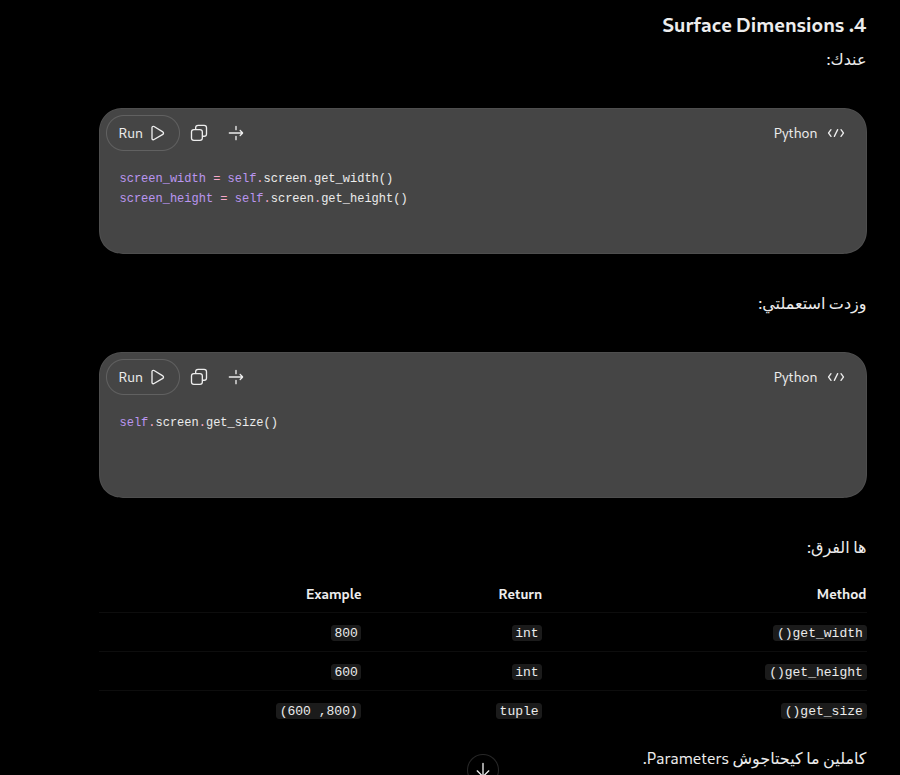 4. Surface Dimensions
عندك:
Python
Run
screen_width = self.screen.get_width()
screen_height = self.screen.get_height()
وزدت استعملتي:
Python
Run
self.screen.get_size()
ها الفرق:
Method Return Example
get_width() int 800
get_height() int 600
get_size() tuple (800, 600)
كاملين ما كيحتاجوش Parameters.